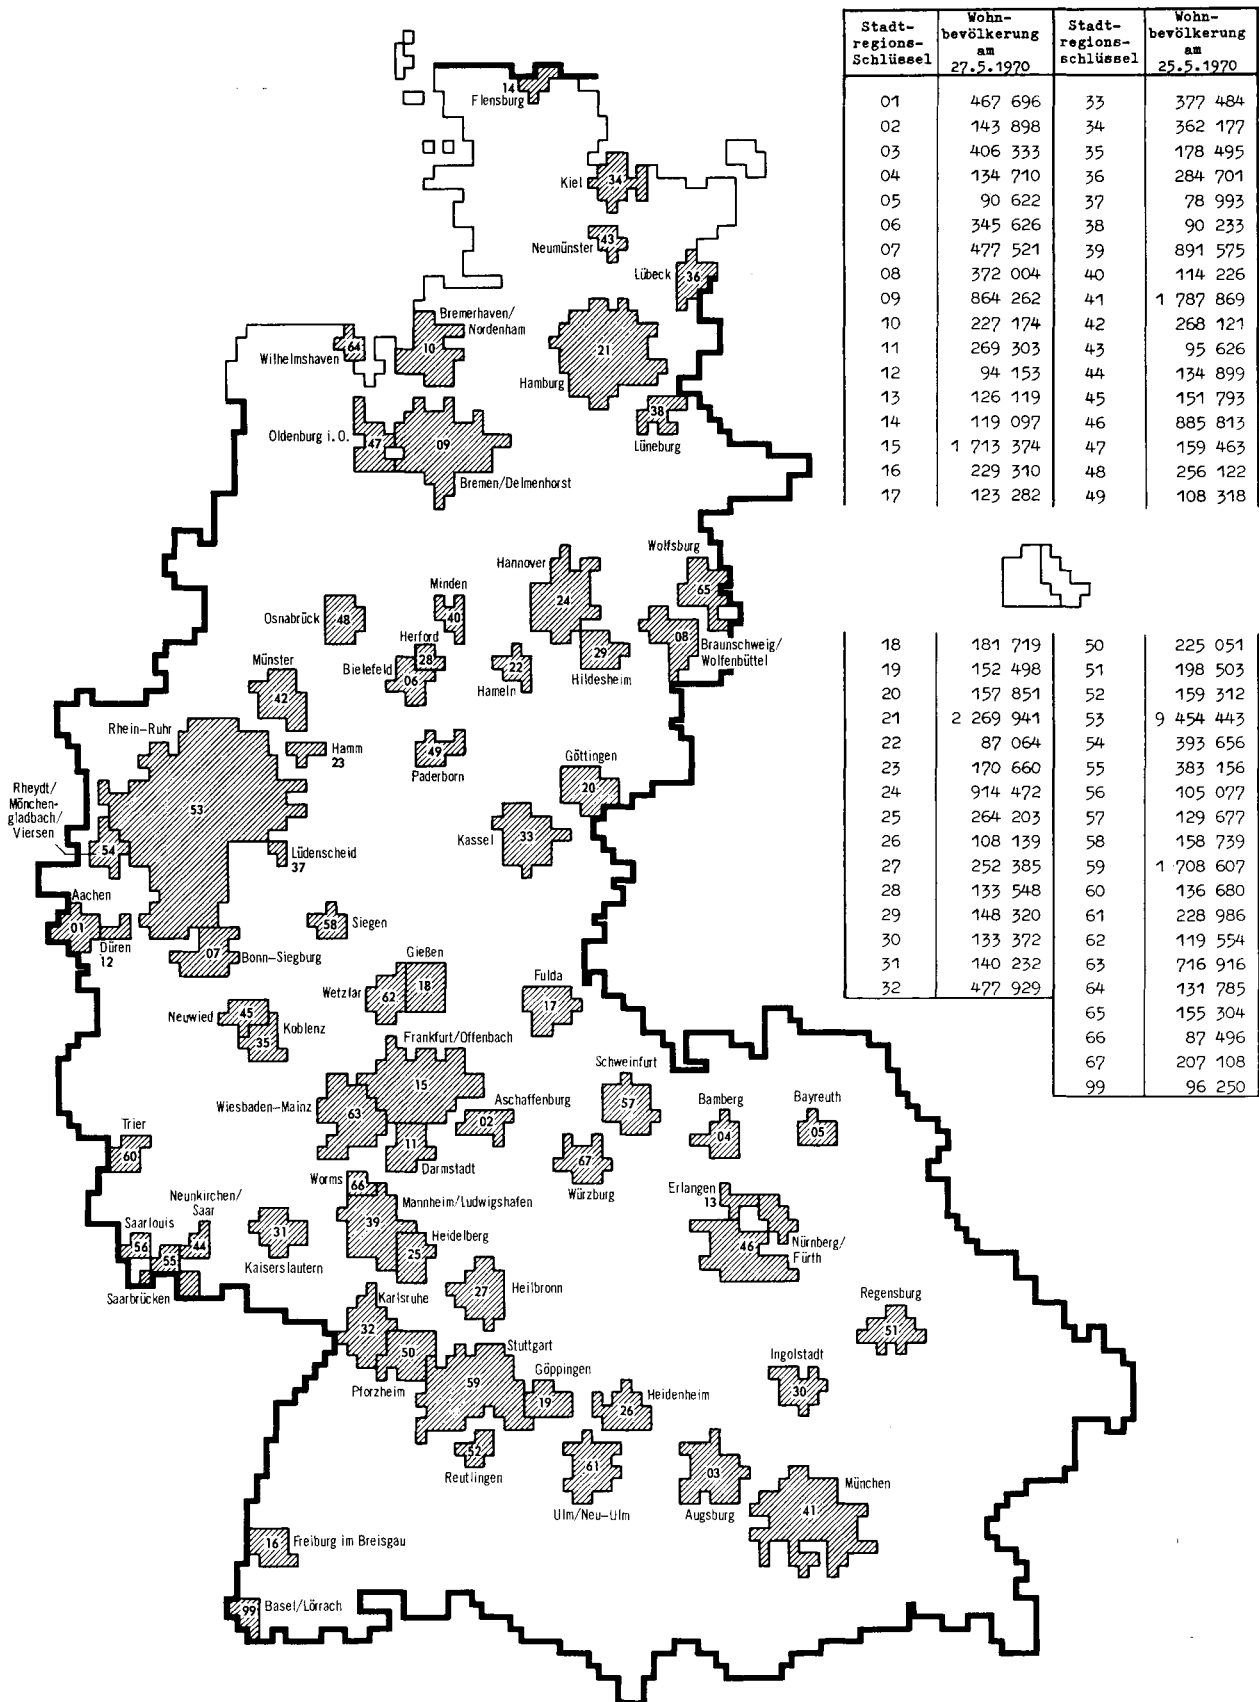 Stadt-regions-Schlüssel Wohn-bevölkerung am 27.5.1970 Stadt-regions-schlüssel Wohn-bevölkerung am 25.5.1970
01 467 696 33 377 484
02 143 898 34 362 177
03 406 333 35 178 495
04 134 710 36 284 701
05 90 622 37 78 993
06 345 626 38 90 233
07 477 521 39 891 575
08 372 004 40 114 226
09 864 262 41 1 787 869
10 227 174 42 268 121
11 269 303 43 95 626
12 94 153 44 134 899
13 126 119 45 151 793
14 119 097 46 885 813
15 1 713 374 47 159 463
16 229 310 48 256 122
17 123 282 49 108 318
18 181 719 50 225 051
19 152 498 51 198 503
20 157 851 52 159 312
21 2 269 941 53 9 454 443
22 87 064 54 393 656
23 170 660 55 383 156
24 914 472 56 105 077
25 264 203 57 129 677
26 108 139 58 158 739
27 252 385 59 1 708 607
28 133 548 60 136 680
29 148 320 61 228 986
30 133 372 62 119 554
31 140 232 63 716 916
32 477 929 64 131 785
65 155 304
66 87 496
67 207 108
99 96 250
14
Flensburg
Kiel 34
Neumünster 43
Lübeck 36
Bremerhaven/
Nordenham
10
Wilhelmshaven 64
Hamburg 21
38
Lüneburg
Oldenburg i.O. 47
09
Bremen/Delmenhorst
Wolfsburg
65
Hannover
24
Minden
40
Osnabrück 48
Herford
28
Bielefeld 06
22
Hameln
29
Hildesheim
08
Braunschweig/
Wolfenbüttel
Münster
42
Rhein-Ruhr
53
Hamm
23
49
Paderborn
Göttingen
20
Rheydt/
Mönchen-
gladbach/
Viersen
54
Kassel 33
Lüdenscheid
37
Aachen
01
Düren
12
58 Siegen
07 Bonn-Siegburg
Gießen
18
Wetzlar 62
Fulda
17
Neuwied 45
Koblenz
35
Frankfurt/Offenbach
15
Schweinfurt
57
Wiesbaden-Mainz 63
Aschaffenburg
02
Bamberg
04
Bayreuth
05
Trier
60
11
Darmstadt
67
Würzburg
Worms 66
Mannheim/Ludwigshafen
39
Erlangen
13
Neunkirchen/
Saar
44
Saarlouis
56
31
Kaiserslautern
Heidelberg
25
46
Nürnberg/
Fürth
55
Saarbrücken
27 Heilbronn
Karlsruhe
32
Regensburg
51
50
Pforzheim
Stuttgart
59
Göppingen
19
Heidenheim
26
Ingolstadt
30
52
Reutlingen
61
Ulm/Neu-Ulm
03
Augsburg
München
41
16 Freiburg im Breisgau
99 Basel/Lörrach